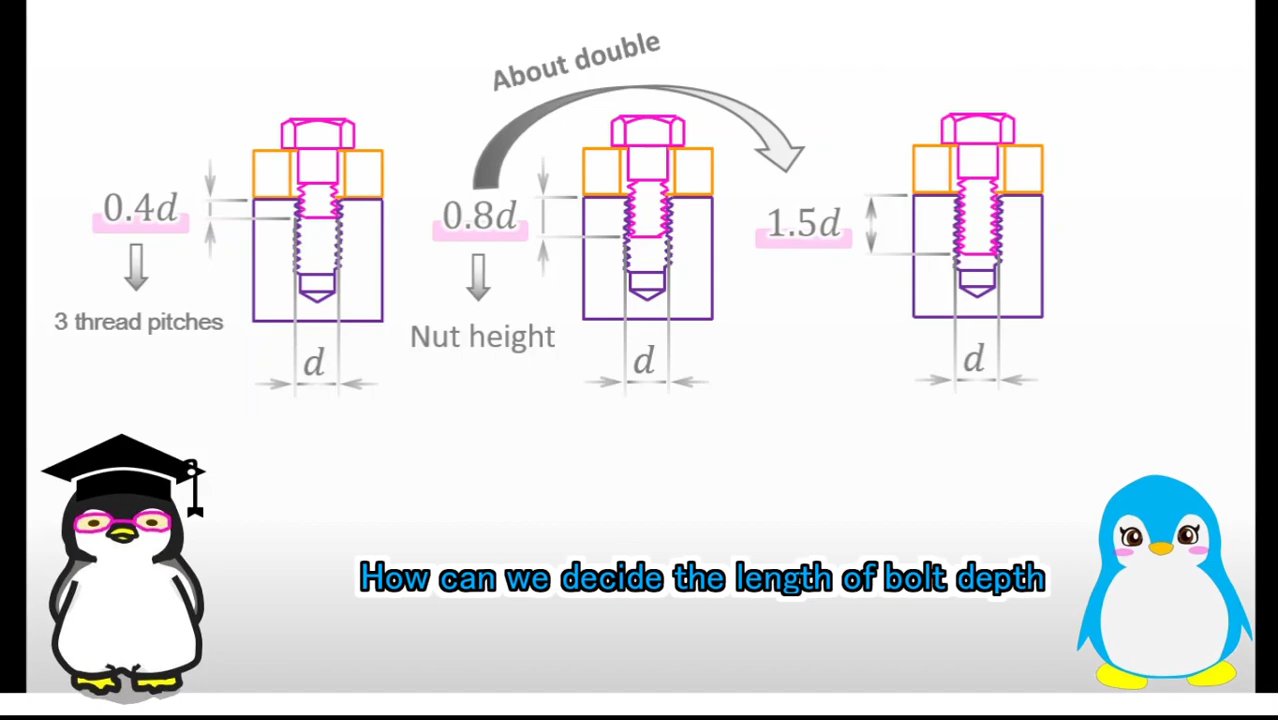 About double
0.4d
0.8d
1.5d
3 thread pitches
Nut height
d
d
d
How can we decide the length of bolt depth